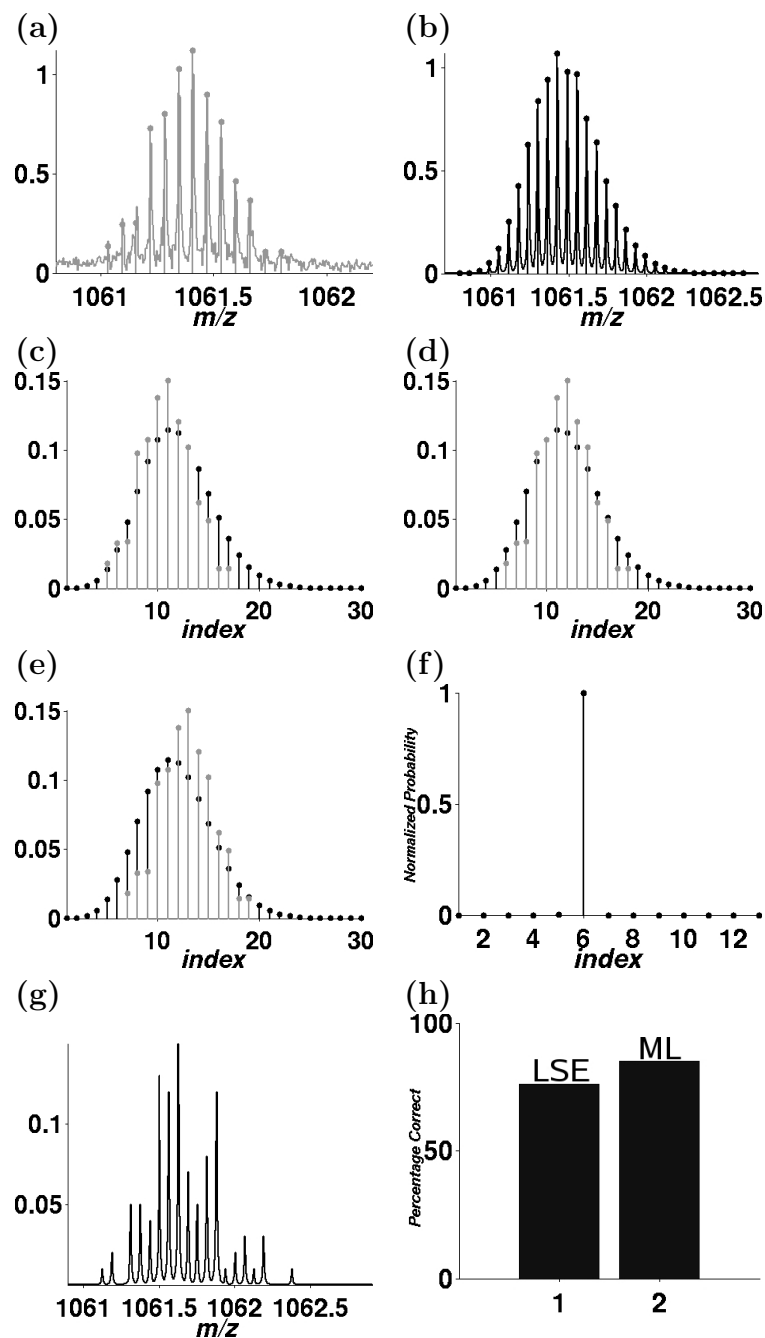 (a)
1
0.5
0
1061 1061.5 1062
m/z
(b)
1
0.5
0
1061 1061.5 1062 1062.5
m/z
(c)
0.15
0.1
0.05
0
10 20 30
index
(d)
0.15
0.1
0.05
0
10 20 30
index
(e)
0.15
0.1
0.05
0
10 20 30
index
(f)
Normalized Probability
1
0.5
0
2 4 6 8 10 12
index
(g)
0.1
0.05
1061 1061.5 1062 1062.5
m/z
(h)
Percentage Correct
100
50
0
LSE ML
1 2